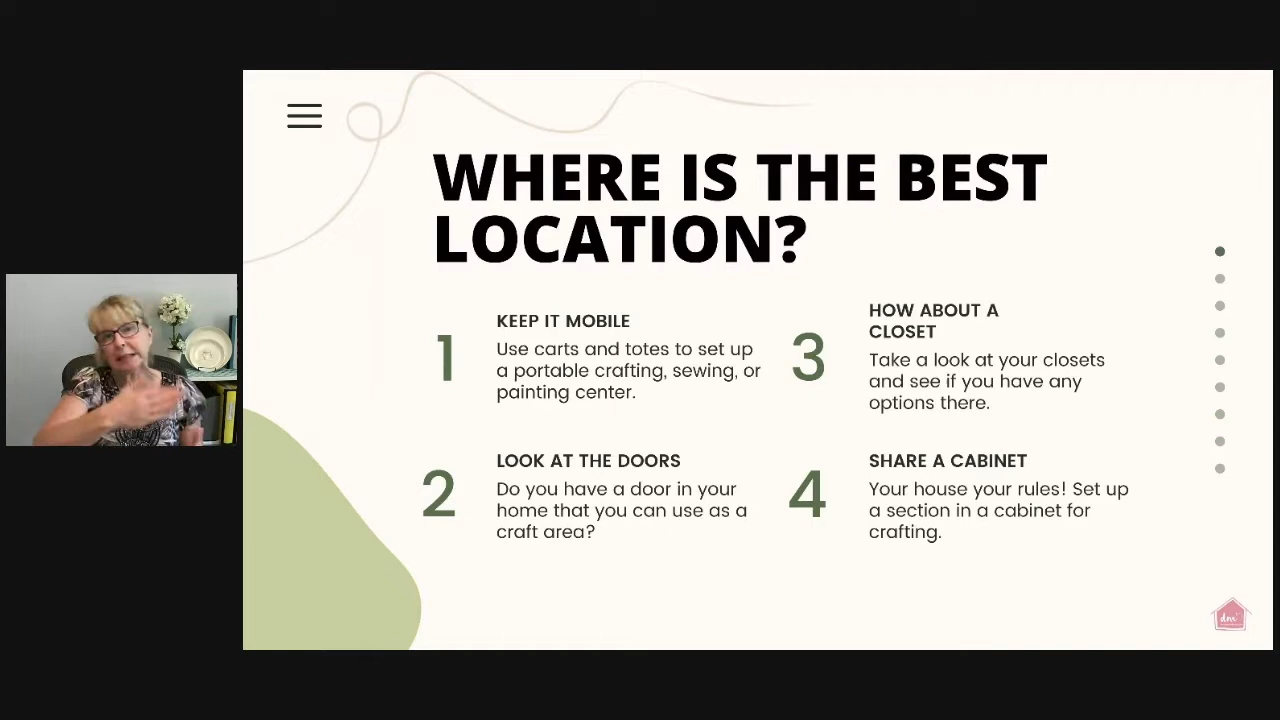 WHERE IS THE BEST
LOCATION?
1
KEEP IT MOBILE
Use carts and totes to set up
a portable crafting, sewing, or
painting center.
2
LOOK AT THE DOORS
Do you have a door in your
home that you can use as a
craft area?
3
HOW ABOUT A
CLOSET
Take a look at your closets
and see if you have any
options there.
4
SHARE A CABINET
Your house your rules! Set up
a section in a cabinet for
crafting.
dm